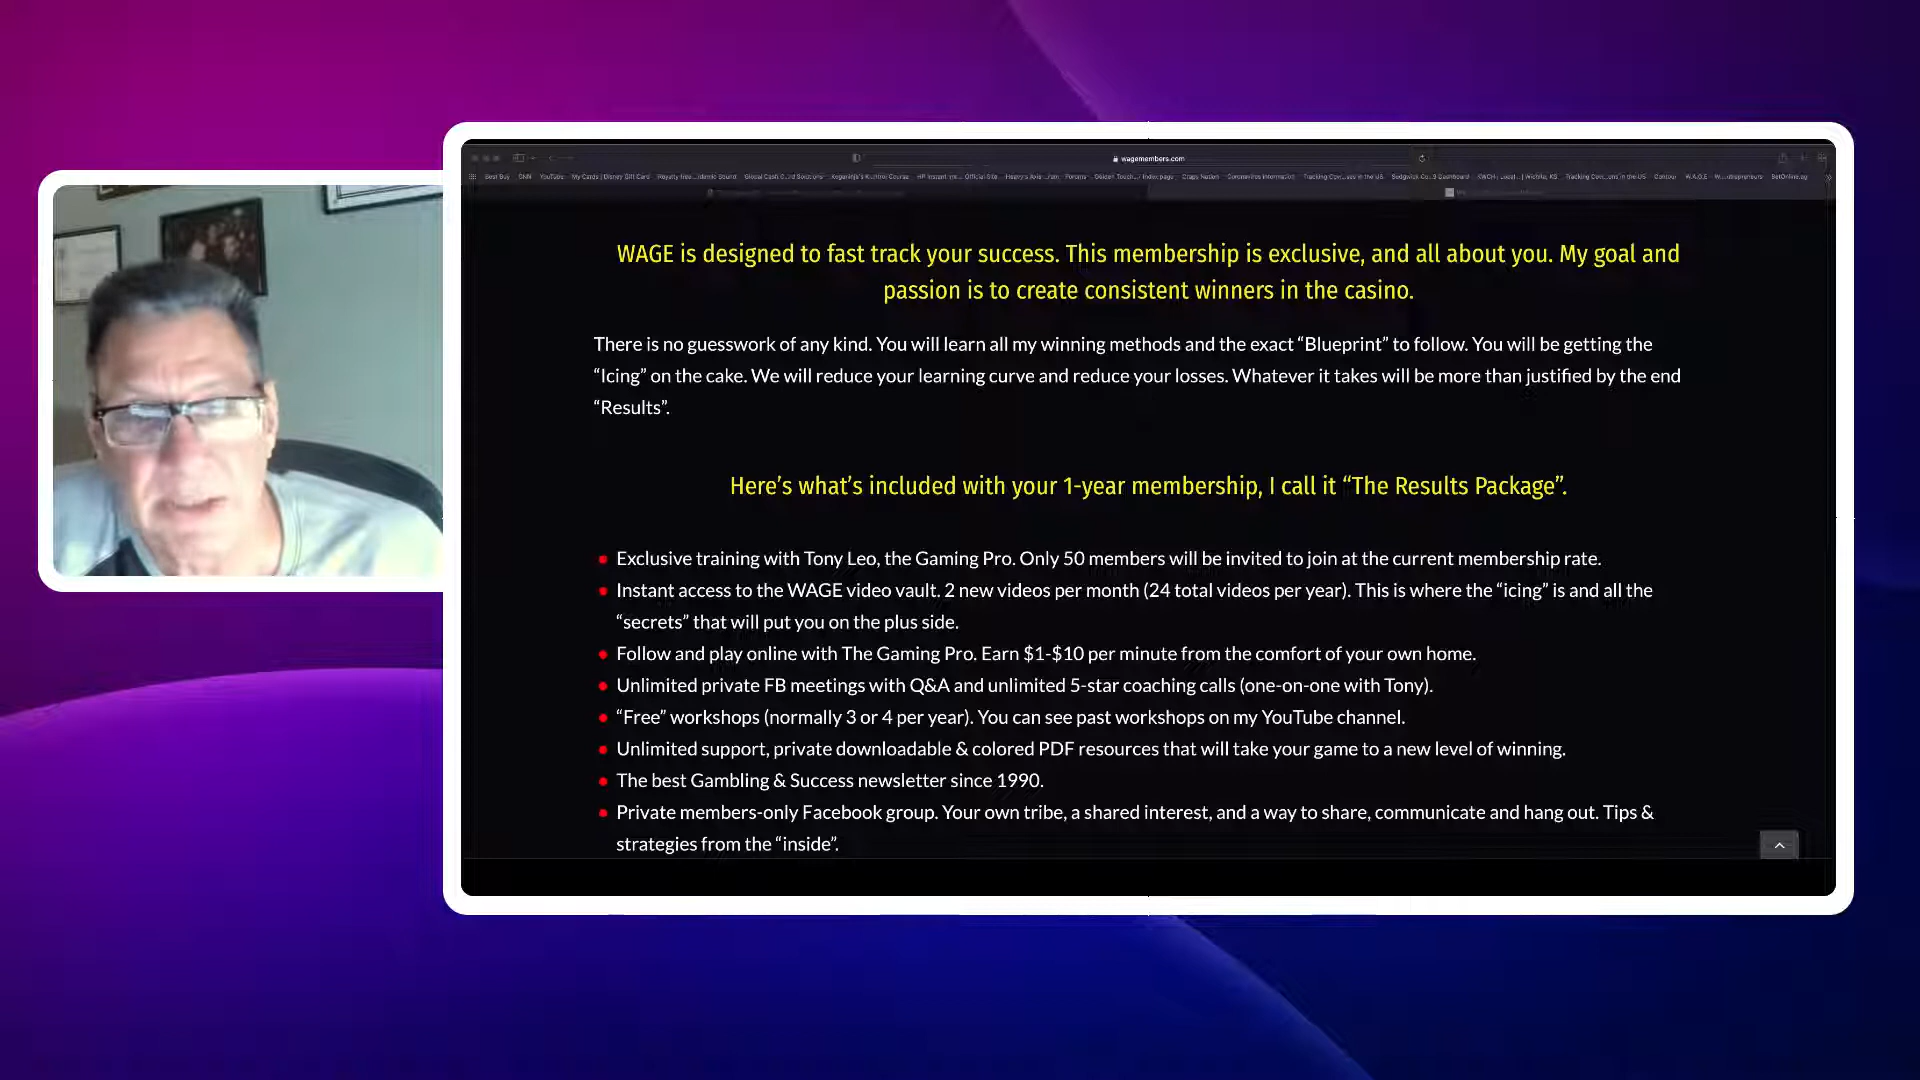 wagemembers.com
Best Buy CNN YouTube My Cards | Disney Gift Card
WAGE is designed to fast track your success. This membership is exclusive, and all about you. My goal and
passion is to create consistent winners in the casino.
There is no guesswork of any kind. You will learn all my winning methods and the exact “Blueprint” to follow. You will be getting the
“Icing” on the cake. We will reduce your learning curve and reduce your losses. Whatever it takes will be more than justified by the end
“Results”.
Here’s what’s included with your 1-year membership, I call it “The Results Package”.
Exclusive training with Tony Leo, the Gaming Pro. Only 50 members will be invited to join at the current membership rate.
Instant access to the WAGE video vault. 2 new videos per month (24 total videos per year). This is where the “icing” is and all the
“secrets” that will put you on the plus side.
Follow and play online with The Gaming Pro. Earn $1-$10 per minute from the comfort of your own home.
Unlimited private FB meetings with Q&A and unlimited 5-star coaching calls (one-on-one with Tony).
“Free” workshops (normally 3 or 4 per year). You can see past workshops on my YouTube channel.
Unlimited support, private downloadable & colored PDF resources that will take your game to a new level of winning.
The best Gambling & Success newsletter since 1990.
Private members-only Facebook group. Your own tribe, a shared interest, and a way to share, communicate and hang out. Tips &
strategies from the “inside”.